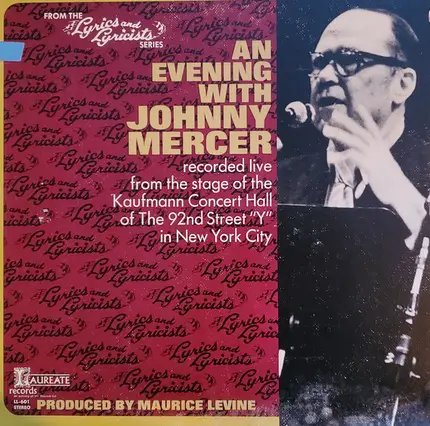 FROM THE
Lyrics and
Lyricists
SERIES
AN
EVENING
WITH
JOHNNY
MERCER
recorded live
from the stage of the
Kaufmann Concert Hall
of The 92nd Street "Y"
in New York City
LAUREATE
records
LL-601
STEREO
PRODUCED BY MAURICE LEVINE